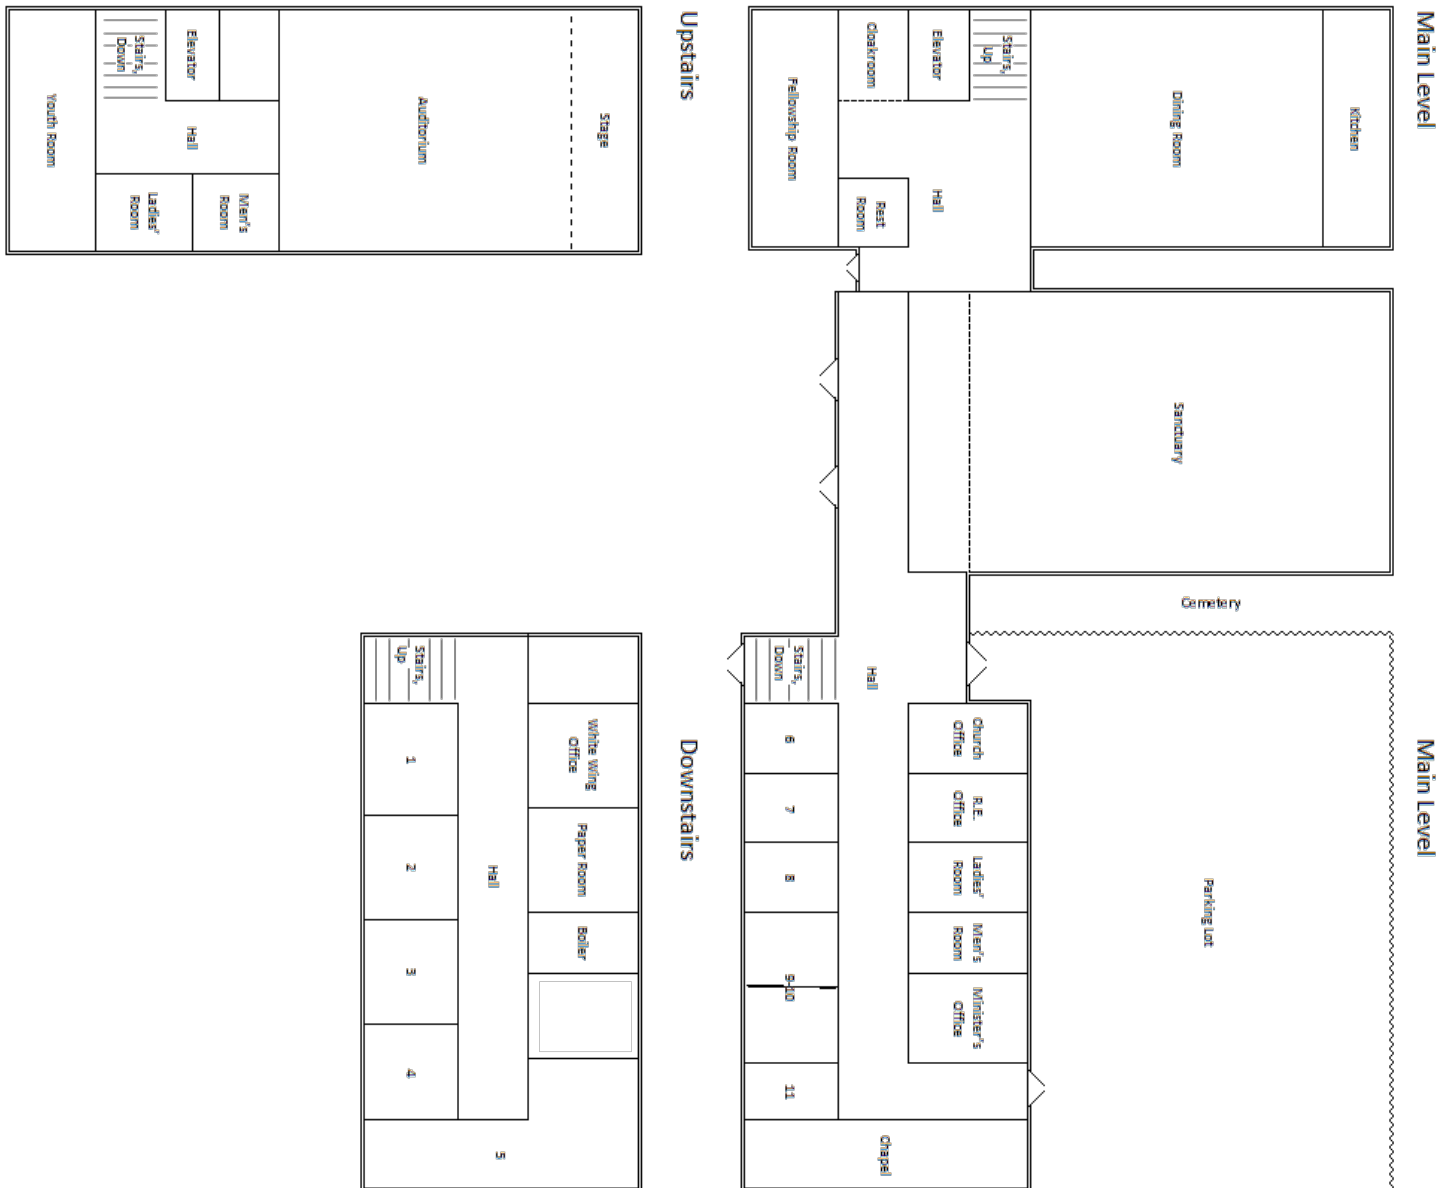 Main Level
Kitchen
Dining Room
Stairs,
Up
Elevator
Cloakroom
Hall
Rest
Room
Fellowship Room
Sanctuary
Cemetery
Main Level
Parking Lot
Church
Office
R.E.
Office
Ladies'
Room
Men's
Room
Minister's
Office
Hall
Stairs,
Down
6
7
8
9-10
11
Chapel
Upstairs
Stage
Auditorium
Men's
Room
Elevator
Hall
Stairs,
Down
Ladies'
Room
Youth Room
Downstairs
White Wing
Office
Paper Room
Boiler
Hall
Stairs,
Up
1
2
3
4
5